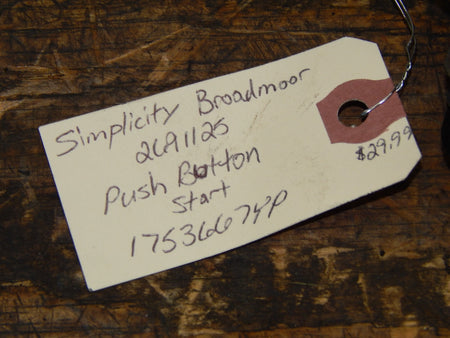 Simplicity Broadmoor
2691125
Push Button
Start
1753667YP
$29.99